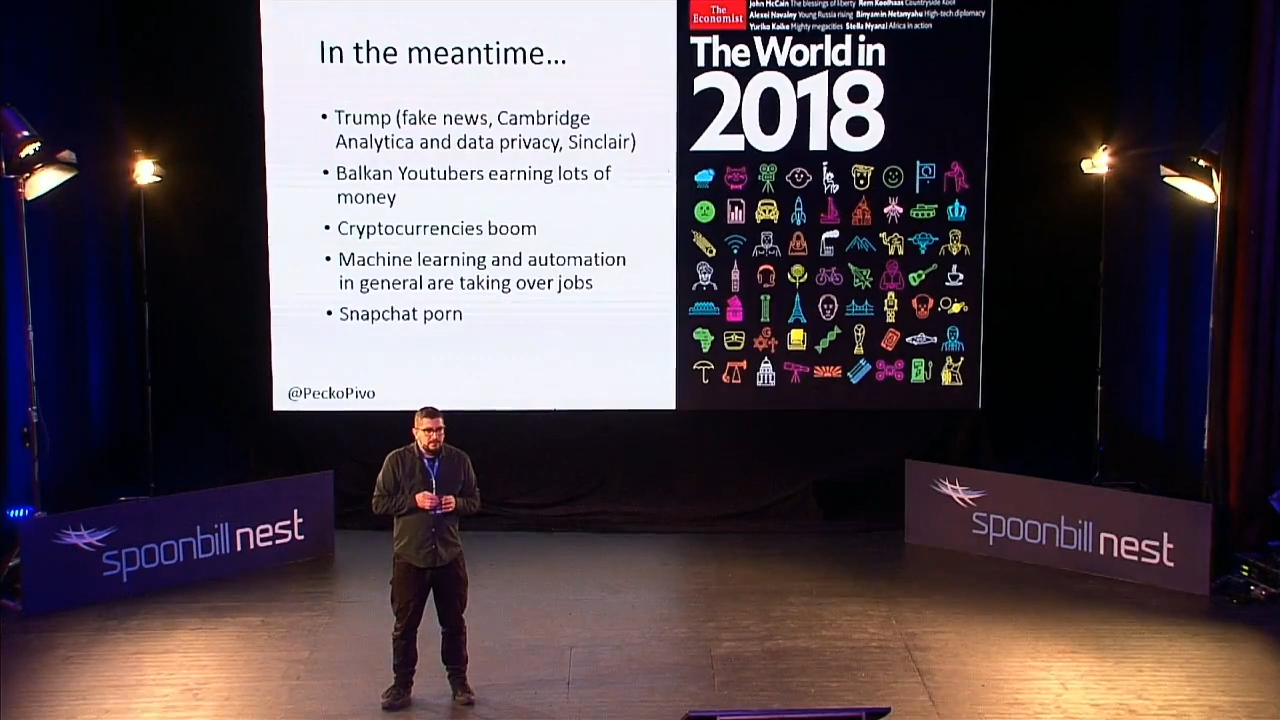 In the meantime...
• Trump (fake news, Cambridge
Analytica and data privacy, Sinclair)
• Balkan Youtubers earning lots of
money
• Cryptocurrencies boom
• Machine learning and automation
in general are taking over jobs
• Snapchat porn
@PeckoPivo
The
Economist
John McCain The blessings of liberty Rem Koolhaas Countryside Kool
Alexei Navalny Young Russia rising Binyamin Netanyahu High-tech diplomacy
Yuriko Koike Mighty megacities Stella Nyanzi Africa in action
The World in
2018
spoonbill nest
spoonbill nest